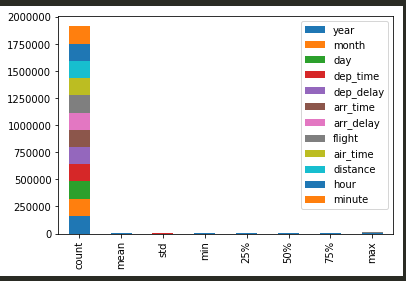 2000000
1750000
1500000
1250000
1000000
750000
500000
250000
0
year
month
day
dep_time
dep_delay
arr_time
arr_delay
flight
air_time
distance
hour
minute
count
mean
std
min
25%
50%
75%
max